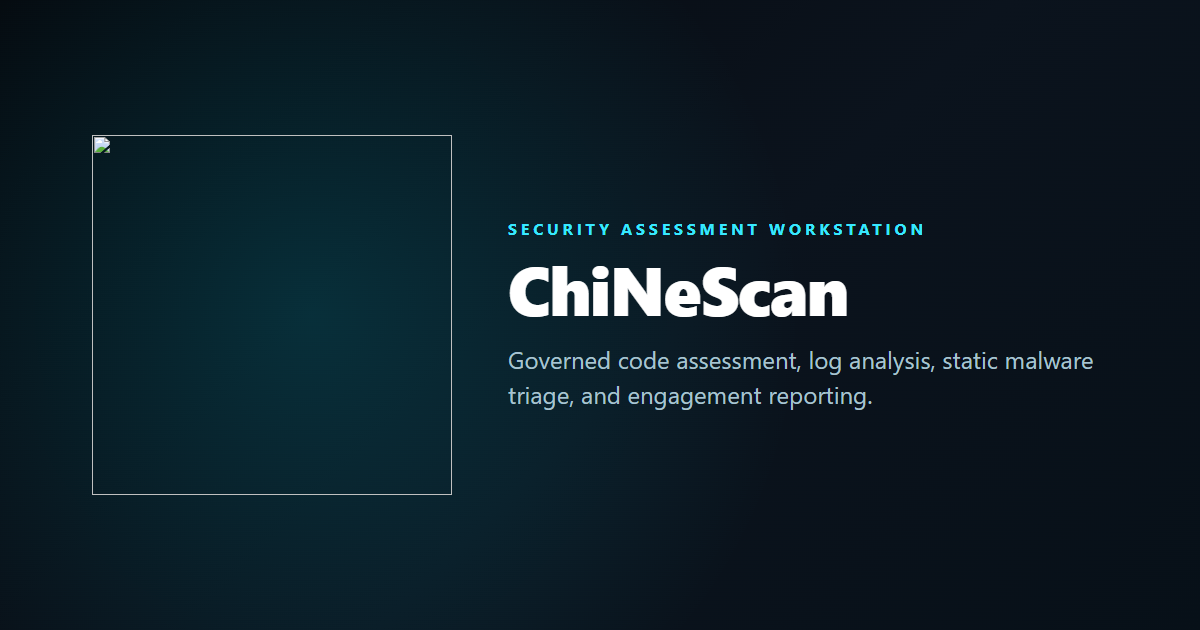 SECURITY ASSESSMENT WORKSTATION
ChiNeScan
Governed code assessment, log analysis, static malware
triage, and engagement reporting.